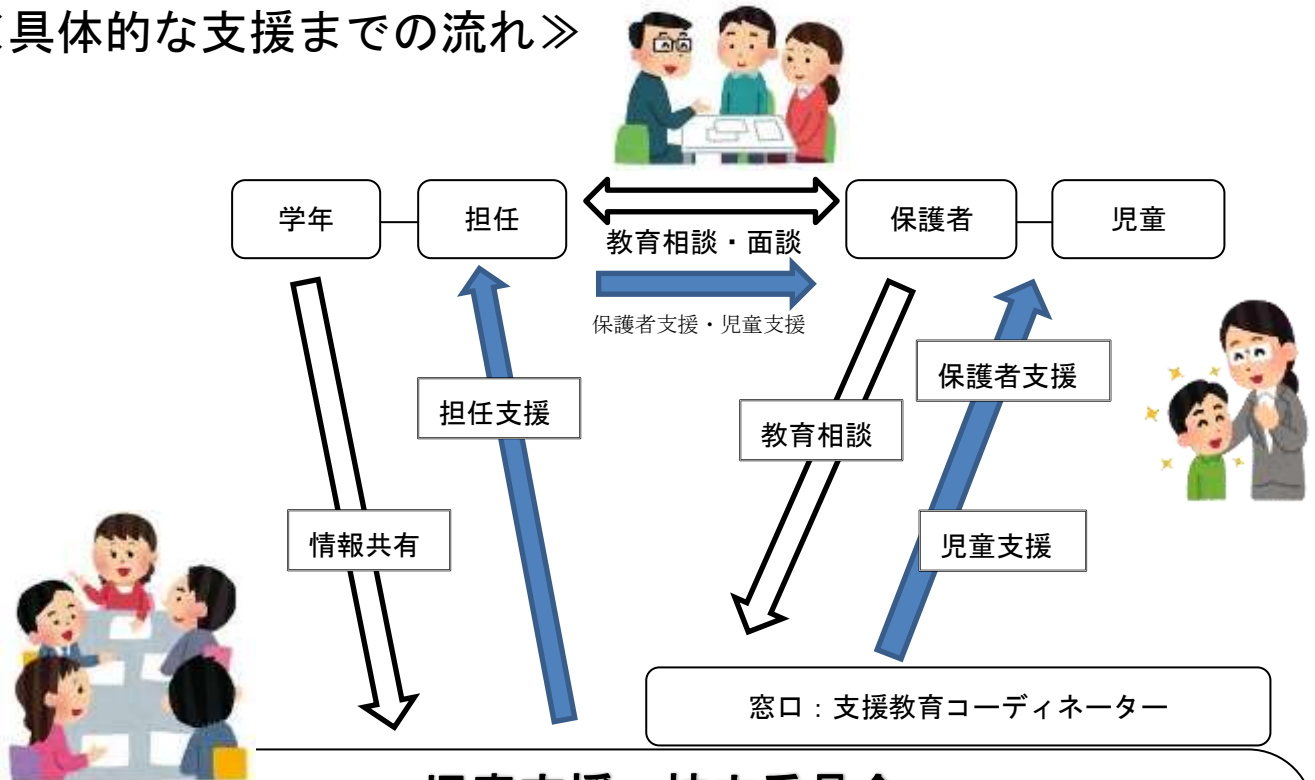 具体的な支援までの流れ≫
学年
担任
教育相談・面談
保護者支援・児童支援
保護者
児童
担任支援
保護者支援
教育相談
情報共有
児童支援
窓口：支援教育コーディネーター